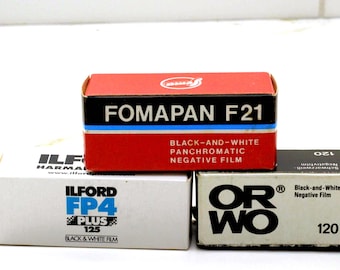 Foma
FOMAPAN F21
BLACK-AND-WHITE
PANCHROMATIC
NEGATIVE FILM
ILFORD
HARMAN
ILFORD
FP4
PLUS
125
BLACK & WHITE FILM
120
OR
WO®
Black-and-White
Negative Film
120